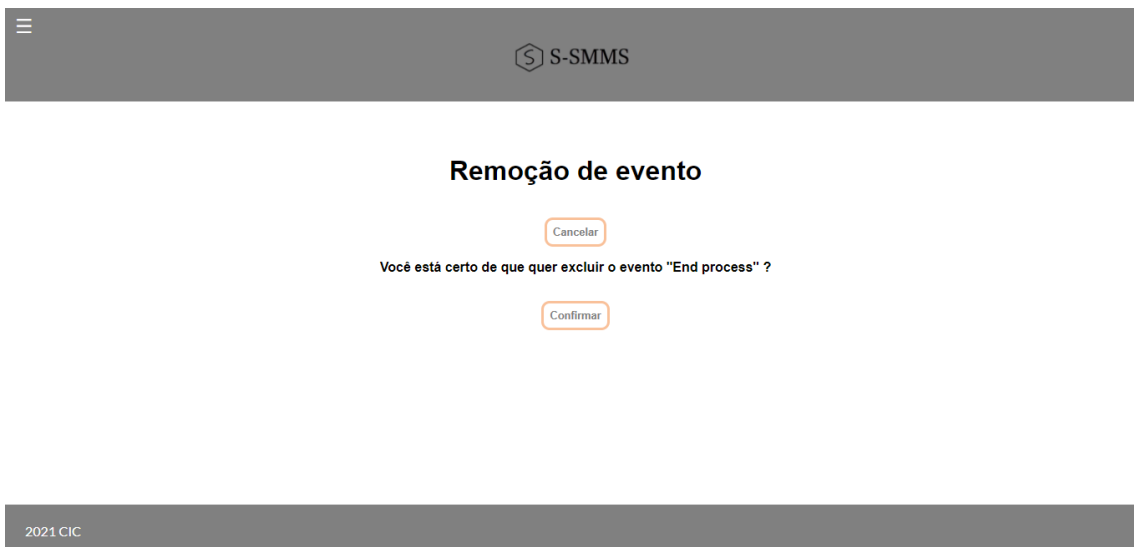 ☰
S-SMMS
Remoção de evento
Cancelar
Você está certo de que quer excluir o evento "End process" ?
Confirmar
2021 CIC